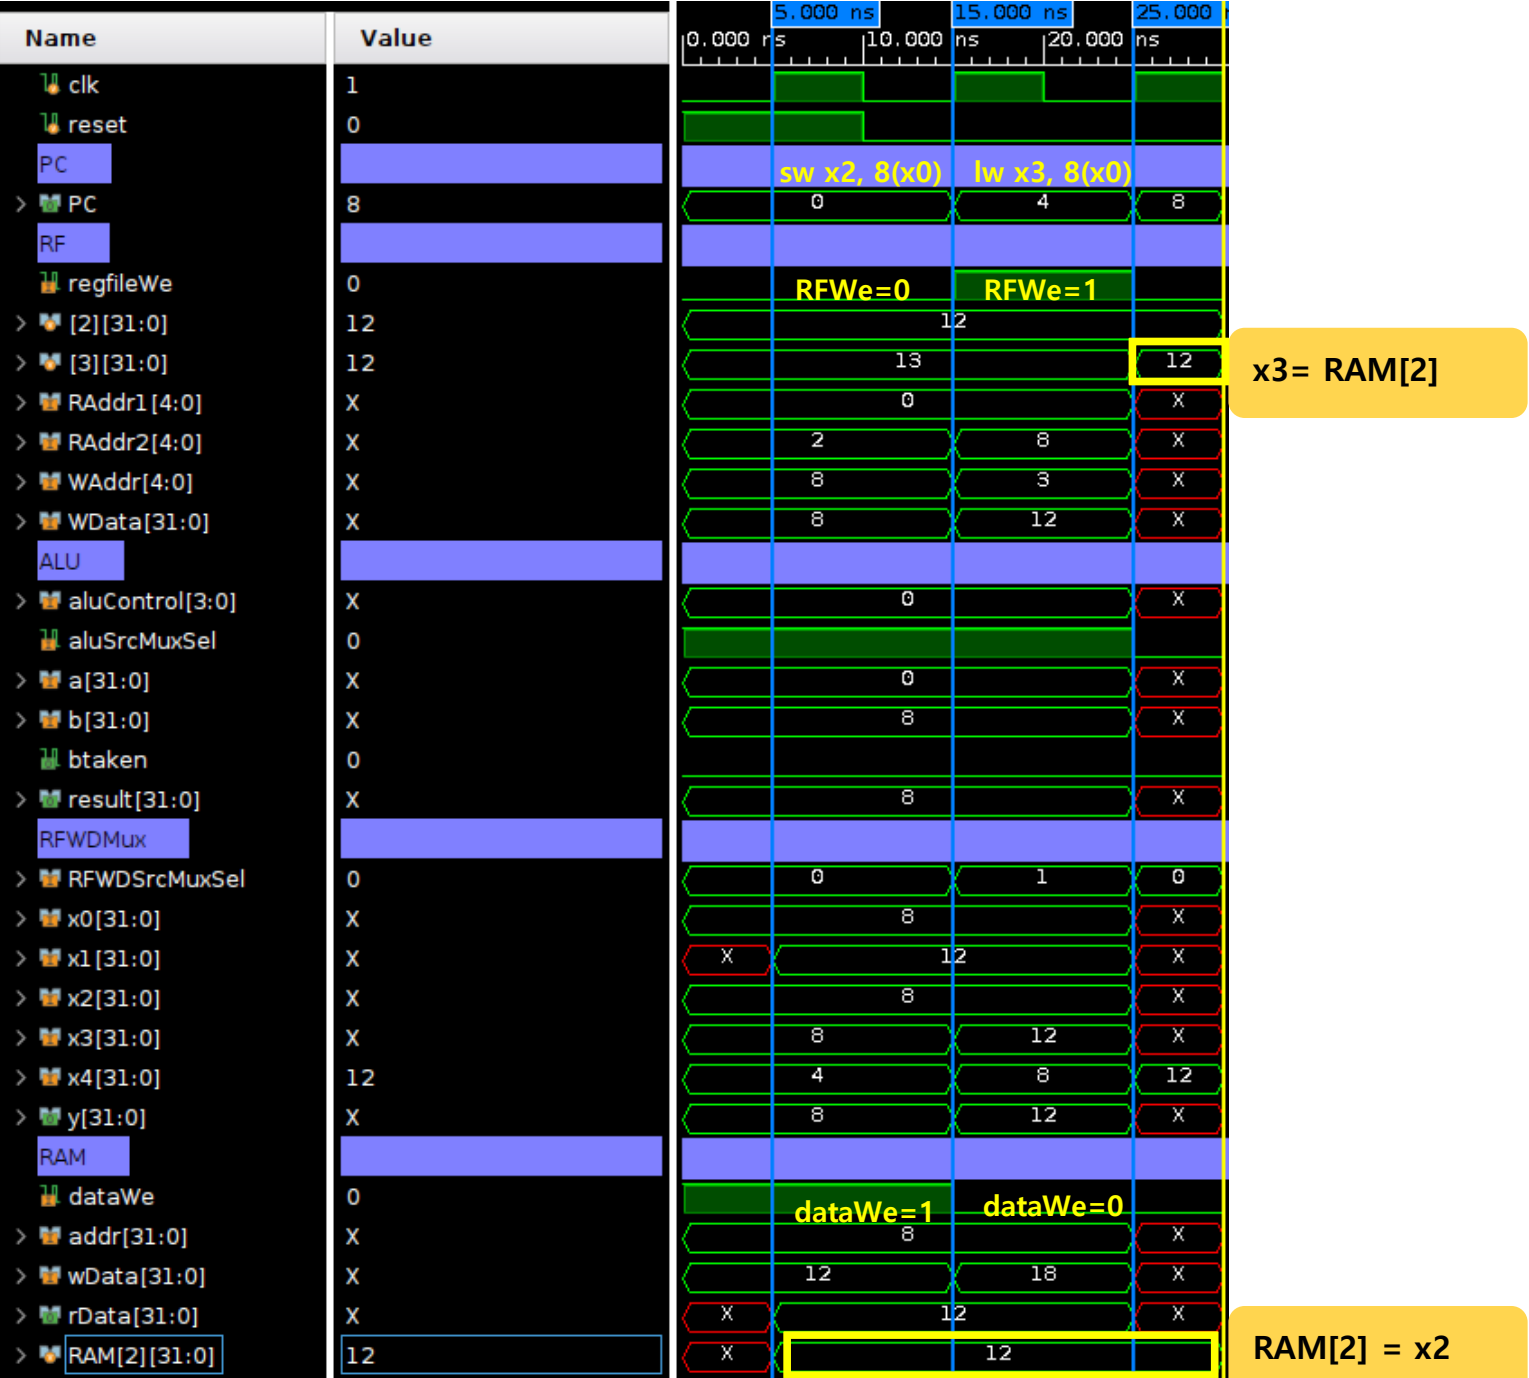 5.000 ns 15.000 ns 25.000
Name Value 0.000 ns 10.000 ns 20.000 ns
clk 1
reset 0
PC sw x2, 8(x0) lw x3, 8(x0)
> PC 8 0 4 8
RF
regfileWe 0 RFWe=0 RFWe=1
> [2][31:0] 12 12
> [3][31:0] 12 13 12 x3= RAM[2]
> RAddr1[4:0] X 0 X
> RAddr2[4:0] X 2 8 X
> WAddr[4:0] X 8 3 X
> WData[31:0] X 8 12 X
ALU
> aluControl[3:0] X 0 X
aluSrcMuxSel 0
> a[31:0] X 0 X
> b[31:0] X 8 X
btaken 0
> result[31:0] X 8 X
RFWDMux
> RFWDSrcMuxSel 0 0 1 0
> x0[31:0] X 8 X
> x1[31:0] X X 12 X
> x2[31:0] X 8 X
> x3[31:0] X 8 12 X
> x4[31:0] 12 4 8 12
> y[31:0] X 8 12 X
RAM
dataWe 0 dataWe=1 dataWe=0
> addr[31:0] X 8 X
> wData[31:0] X 12 18 X
> rData[31:0] X X 12 X
> RAM[2][31:0] 12 X 12 RAM[2] = x2